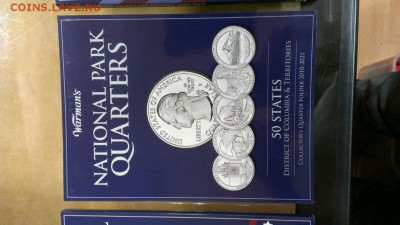 COINS.LAVE.RU
Warman's
NATIONAL PARK
QUARTERS
UNITED STATES OF AMERICA
LIBERTY
50 STATES
DISTRICT OF COLUMBIA & TERRITORIES
COLLECTOR'S QUARTER FOLDER 2010-2021